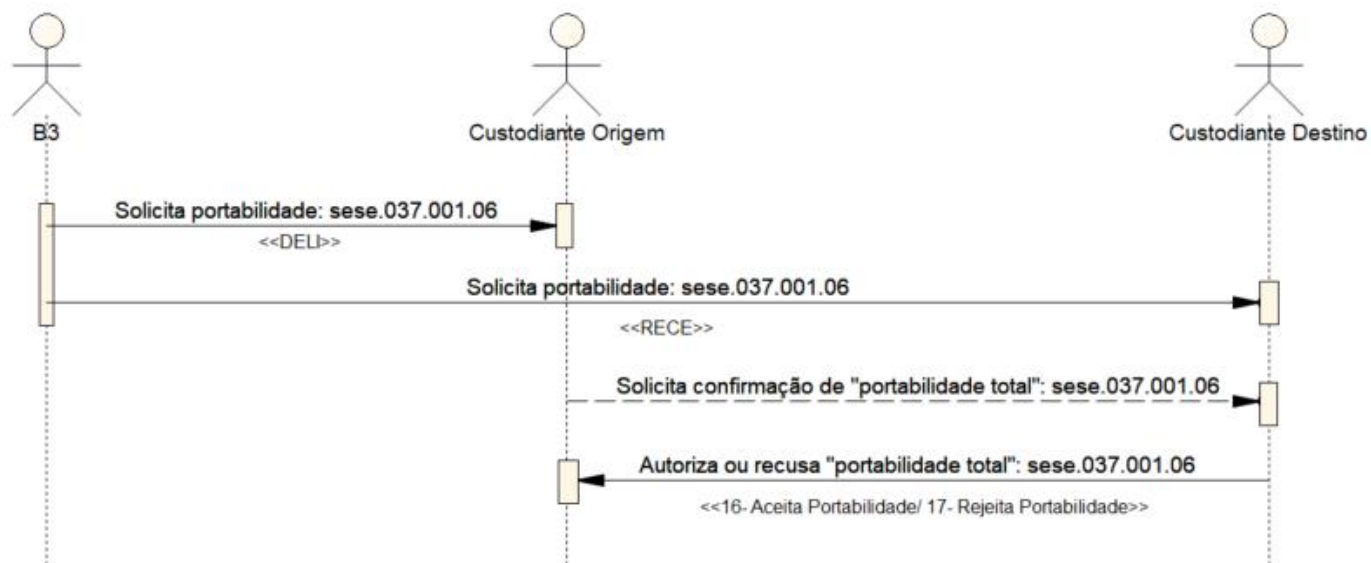 B3
Custodiante Origem
Custodiante Destino
Solicita portabilidade: sese.037.001.06
<<DELI>>
Solicita portabilidade: sese.037.001.06
<<RECE>>
Solicita confirmação de "portabilidade total": sese.037.001.06
Autoriza ou recusa "portabilidade total": sese.037.001.06
<<16- Aceita Portabilidade/ 17- Rejeita Portabilidade>>